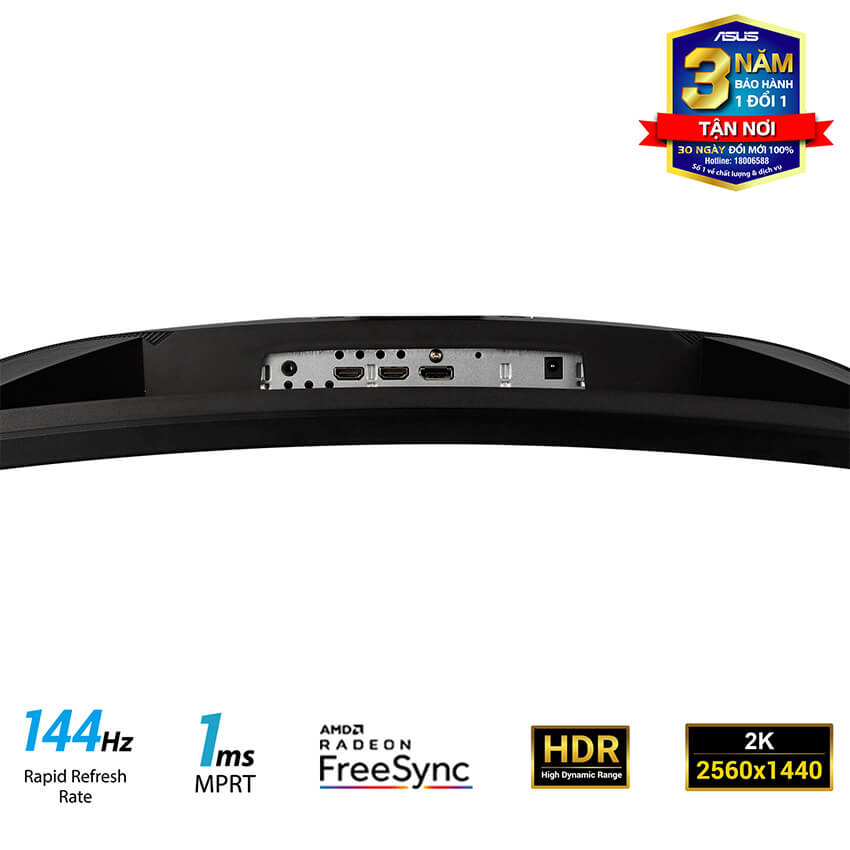 ASUS
3 NĂM
BẢO HÀNH
1 ĐỔI 1
TẬN NƠI
30 NGÀY ĐỔI MỚI 100%
Hotline: 18006588
Số 1 về chất lượng & dịch vụ
144Hz
Rapid Refresh
Rate
1ms
MPRT
AMD
RADEON
FreeSync
HDR
High Dynamic Range
2K
2560x1440